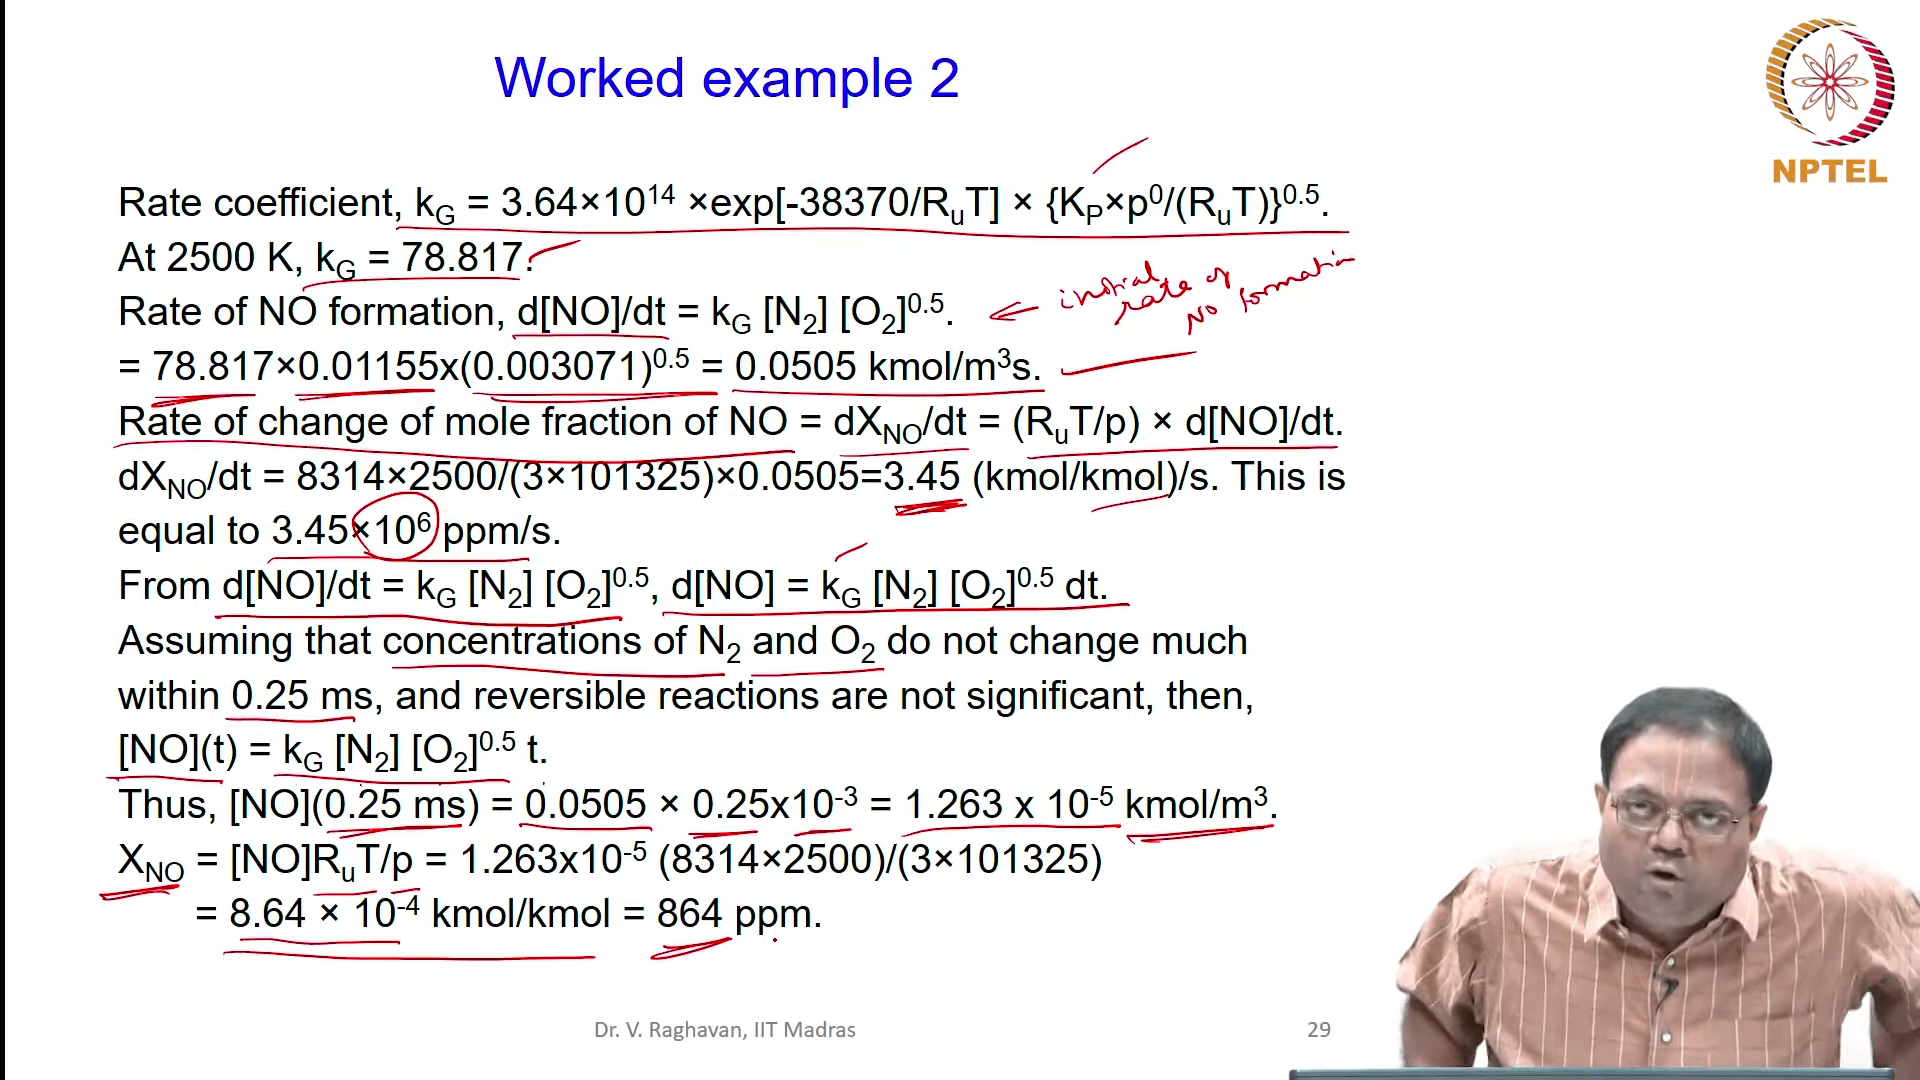 Worked example 2
NPTEL
Rate coefficient, kG = 3.64×10¹⁴ ×exp[-38370/RuT] × {KP×p⁰/(RuT)}⁰·⁵.
At 2500 K, kG = 78.817.
initial
rate of
NO formation
Rate of NO formation, d[NO]/dt = kG [N₂] [O₂]⁰·⁵.
= 78.817×0.01155x(0.003071)⁰·⁵ = 0.0505 kmol/m³s.
Rate of change of mole fraction of NO = dXNO/dt = (RuT/p) × d[NO]/dt.
dXNO/dt = 8314×2500/(3×101325)×0.0505=3.45 (kmol/kmol)/s. This is
equal to 3.45×10⁶ ppm/s.
From d[NO]/dt = kG [N₂] [O₂]⁰·⁵, d[NO] = kG [N₂] [O₂]⁰·⁵ dt.
Assuming that concentrations of N₂ and O₂ do not change much
within 0.25 ms, and reversible reactions are not significant, then,
[NO](t) = kG [N₂] [O₂]⁰·⁵ t.
Thus, [NO](0.25 ms) = 0.0505 × 0.25x10⁻³ = 1.263 x 10⁻⁵ kmol/m³.
XNO = [NO]RuT/p = 1.263x10⁻⁵ (8314×2500)/(3×101325)
= 8.64 × 10⁻⁴ kmol/kmol = 864 ppm.
Dr. V. Raghavan, IIT Madras
29